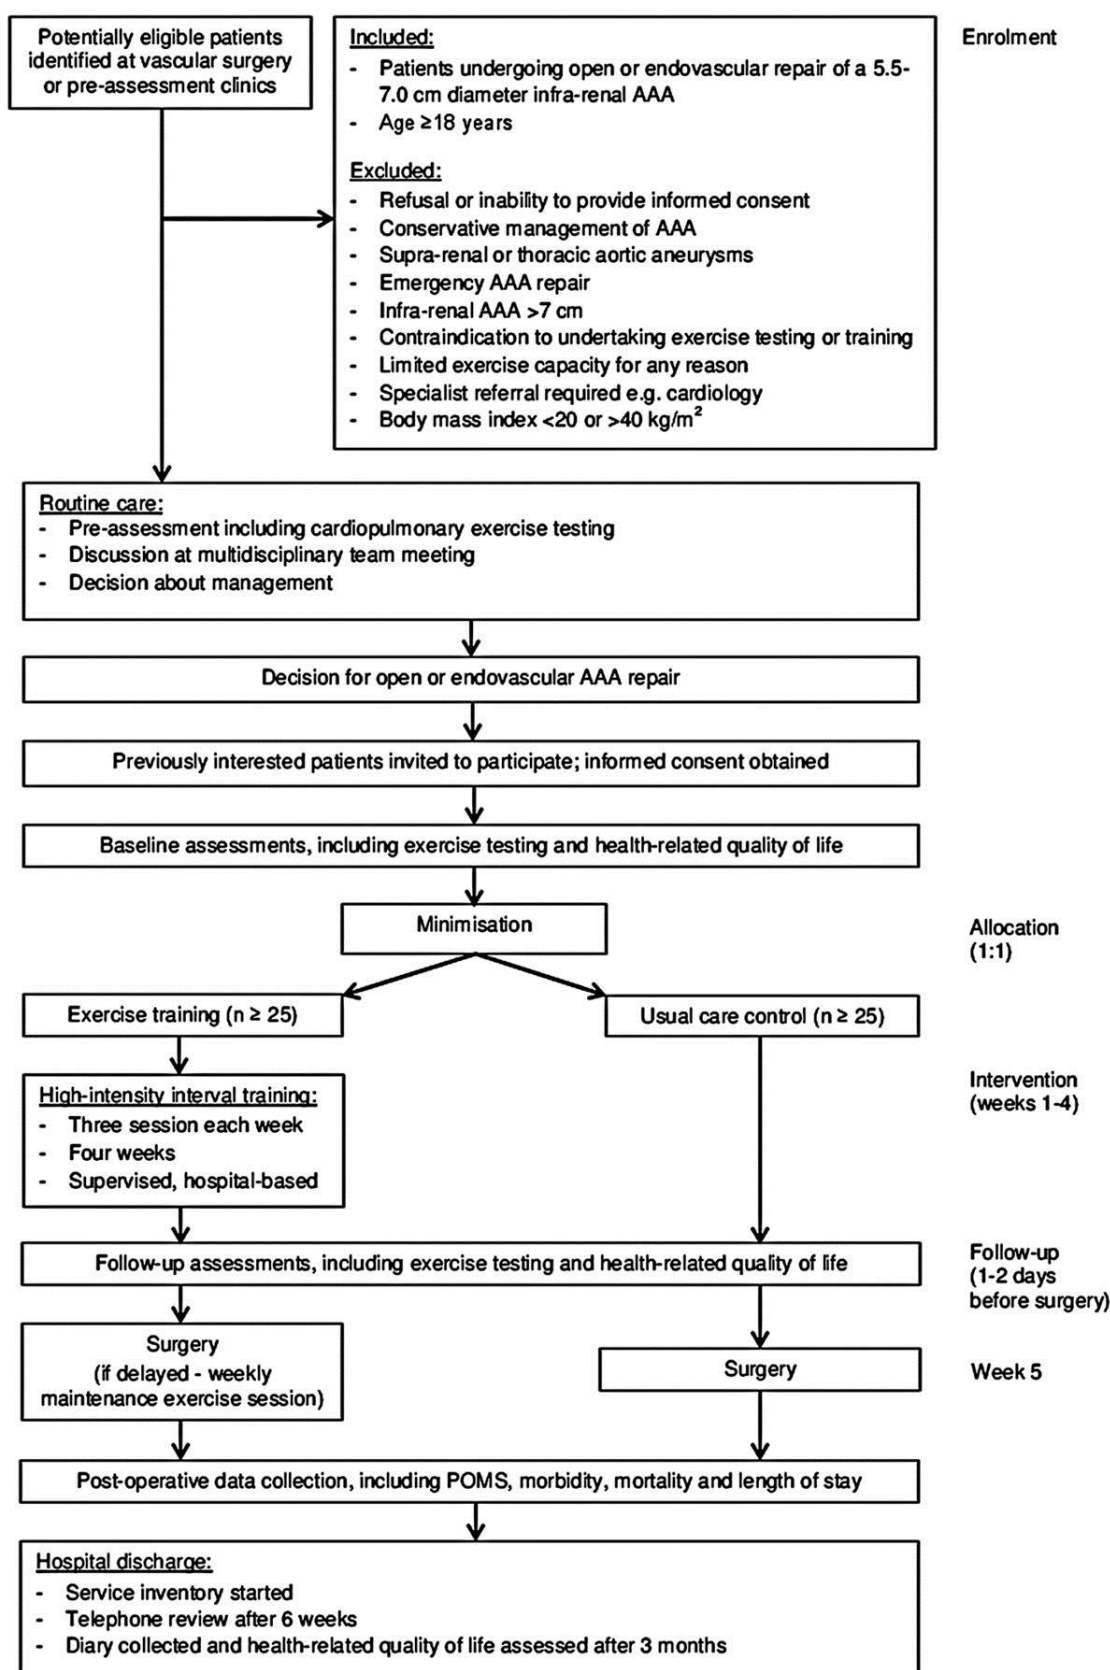 Potentially eligible patients
identified at vascular surgery
or pre-assessment clinics
Included:
- Patients undergoing open or endovascular repair of a 5.5-
7.0 cm diameter infra-renal AAA
- Age ≥18 years
Excluded:
- Refusal or inability to provide informed consent
- Conservative management of AAA
- Supra-renal or thoracic aortic aneurysms
- Emergency AAA repair
- Infra-renal AAA >7 cm
- Contraindication to undertaking exercise testing or training
- Limited exercise capacity for any reason
- Specialist referral required e.g. cardiology
- Body mass index <20 or >40 kg/m²
Enrolment
Routine care:
- Pre-assessment including cardiopulmonary exercise testing
- Discussion at multidisciplinary team meeting
- Decision about management
Decision for open or endovascular AAA repair
Previously interested patients invited to participate; informed consent obtained
Baseline assessments, including exercise testing and health-related quality of life
Minimisation
Allocation
(1:1)
Exercise training (n ≥ 25)
Usual care control (n ≥ 25)
High-intensity interval training:
- Three session each week
- Four weeks
- Supervised, hospital-based
Intervention
(weeks 1-4)
Follow-up assessments, including exercise testing and health-related quality of life
Follow-up
(1-2 days
before surgery)
Surgery
(if delayed - weekly
maintenance exercise session)
Surgery
Week 5
Post-operative data collection, including POMS, morbidity, mortality and length of stay
Hospital discharge:
- Service inventory started
- Telephone review after 6 weeks
- Diary collected and health-related quality of life assessed after 3 months